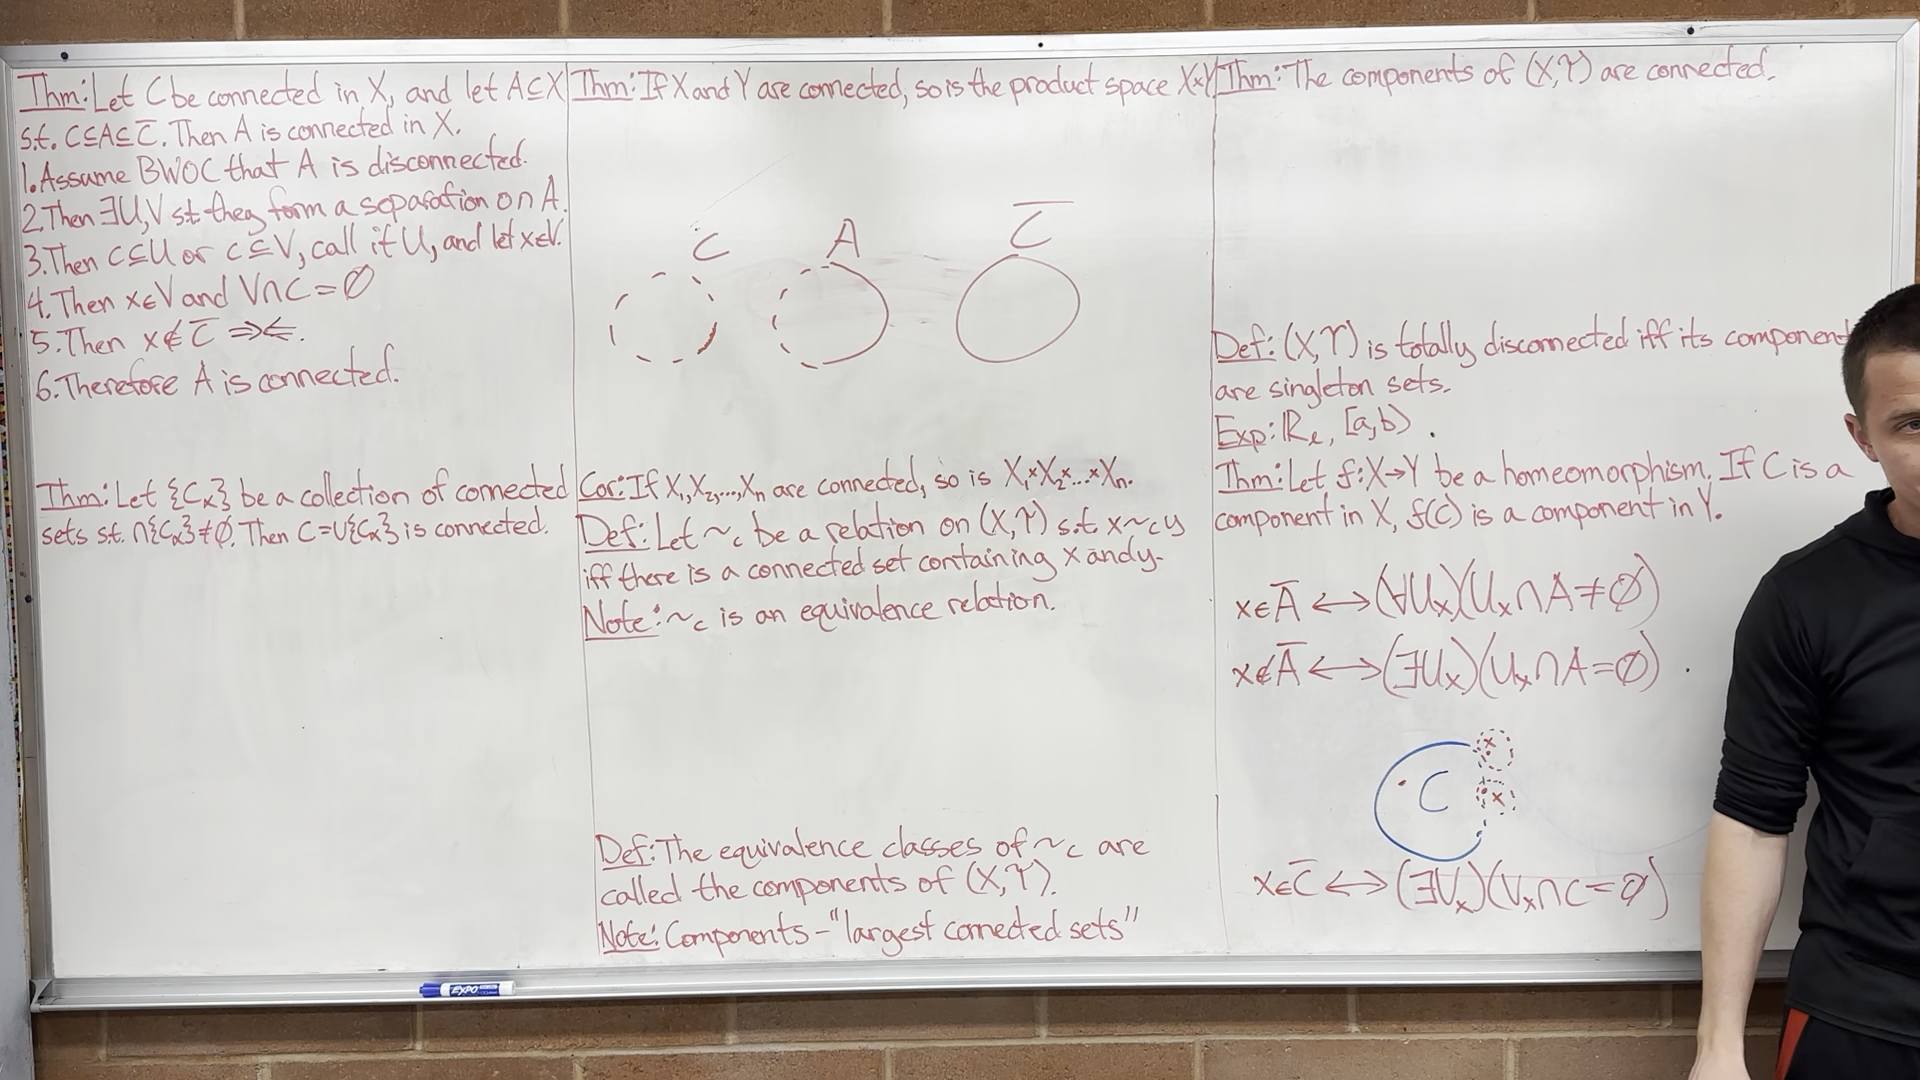 Thm: Let C be connected in X, and let A⊆X
s.t. C⊆A⊆C̅. Then A is connected in X.
1. Assume BWOC that A is disconnected.
2. Then ∃U,V st they form a separation on A.
3. Then C⊆U or C⊆V, call it U, and let x∈V.
4. Then x∈V and V∩C=∅
5. Then x∉C̅ ⇒⇐.
6. Therefore A is connected.
Thm: Let {Cα} be a collection of connected
sets s.t. ∩{Cα}≠∅. Then C=∪{Cα} is connected.
Thm: If X and Y are connected, so is the product space X×Y
C A C̅
Cor: If X₁,X₂,...,Xn are connected, so is X₁×X₂×...×Xn.
Def: Let ~c be a relation on (X,Υ) s.t x~c y
iff there is a connected set containing x and y.
Note: ~c is an equivalence relation.
Def: The equivalence classes of ~c are
called the components of (X,Υ).
Note: Components - "largest connected sets"
Thm: The components of (X,Υ) are connected.
Def: (X,Υ) is totally disconnected iff its component
are singleton sets.
Exp: ℝℓ, [a,b).
Thm: Let f:X→Y be a homeomorphism. If C is a
component in X, f(C) is a component in Y.
x∈A̅ ↔ (∀Ux)(Ux∩A≠∅)
x∉A̅ ↔ (∃Ux)(Ux∩A=∅)
x
C
x
x∈C̅ ↔ (∃Vx)(Vx∩C=∅)
EXPO